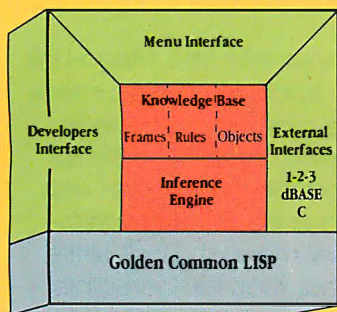 Menu Interface
Developers
Interface
Knowledge Base
Frames Rules Objects
Inference
Engine
External
Interfaces
1-2-3
dBASE
C
Golden Common LISP